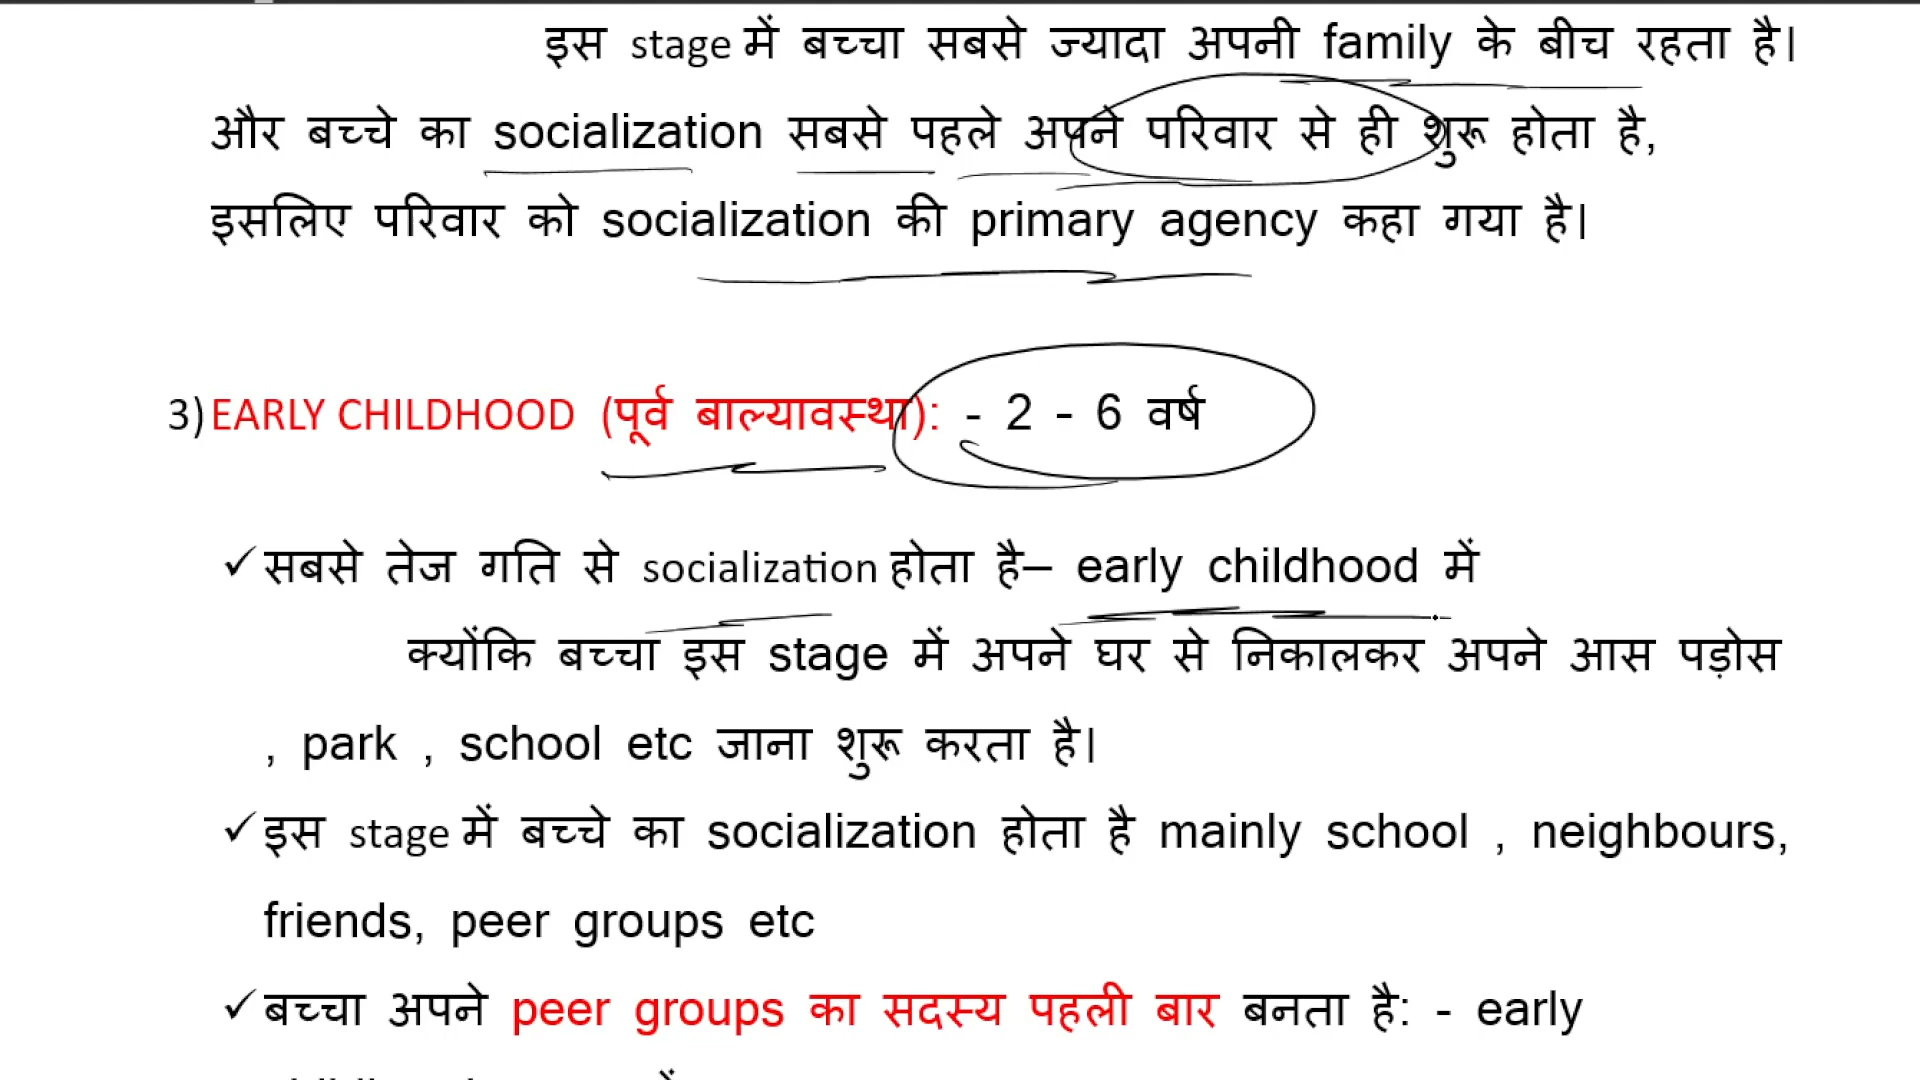 इस stage में बच्चा सबसे ज्यादा अपनी family के बीच रहता है।
और बच्चे का socialization सबसे पहले अपने परिवार से ही शुरू होता है,
इसलिए परिवार को socialization की primary agency कहा गया है।
3) EARLY CHILDHOOD (पूर्व बाल्यावस्था): - 2 - 6 वर्ष
✓ सबसे तेज गति से socialization होता है– early childhood में
क्योंकि बच्चा इस stage में अपने घर से निकालकर अपने आस पड़ोस
, park , school etc जाना शुरू करता है।
✓ इस stage में बच्चे का socialization होता है mainly school , neighbours,
friends, peer groups etc
✓ बच्चा अपने peer groups का सदस्य पहली बार बनता है: - early